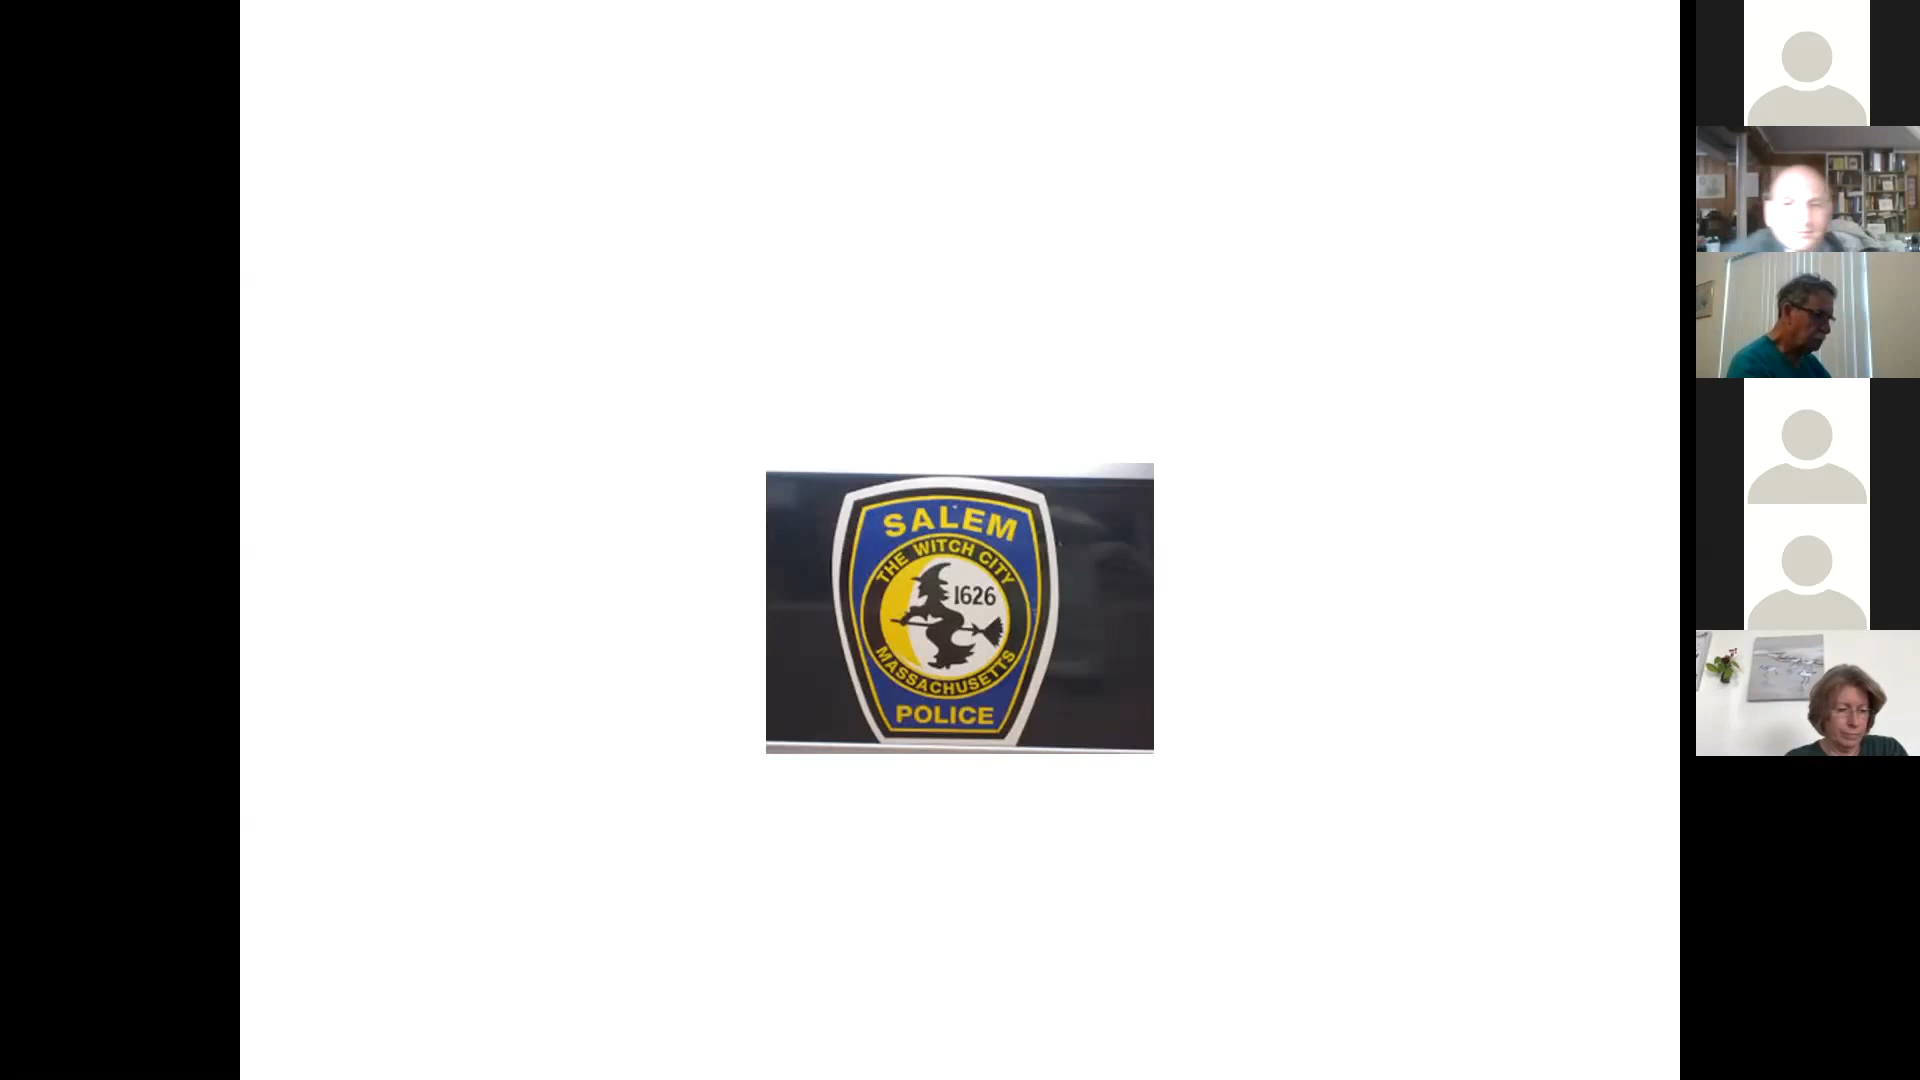 SALEM
THE WITCH CITY
1626
MASSACHUSETTS
POLICE